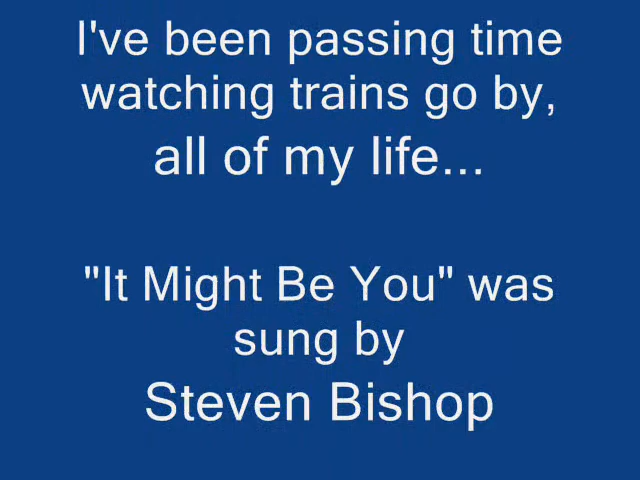 I've been passing time
watching trains go by,
all of my life...
"It Might Be You" was
sung by
Steven Bishop